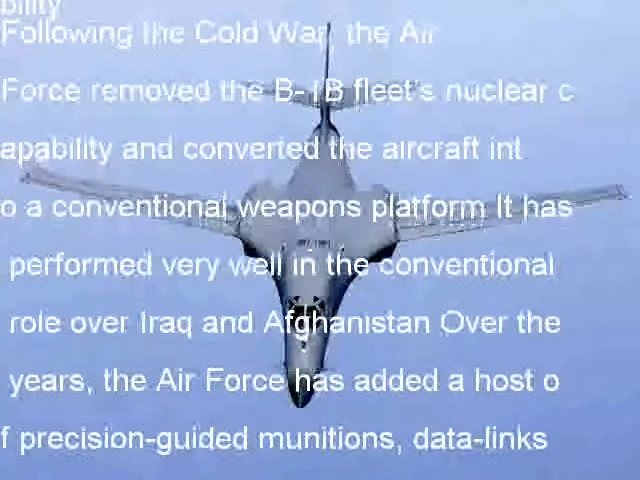 bility
Following the Cold War, the Air
Force removed the B-1B fleet's nuclear c
apability and converted the aircraft int
o a conventional weapons platform It has
performed very well in the conventional
role over Iraq and Afghanistan Over the
years, the Air Force has added a host o
f precision-guided munitions, data-links